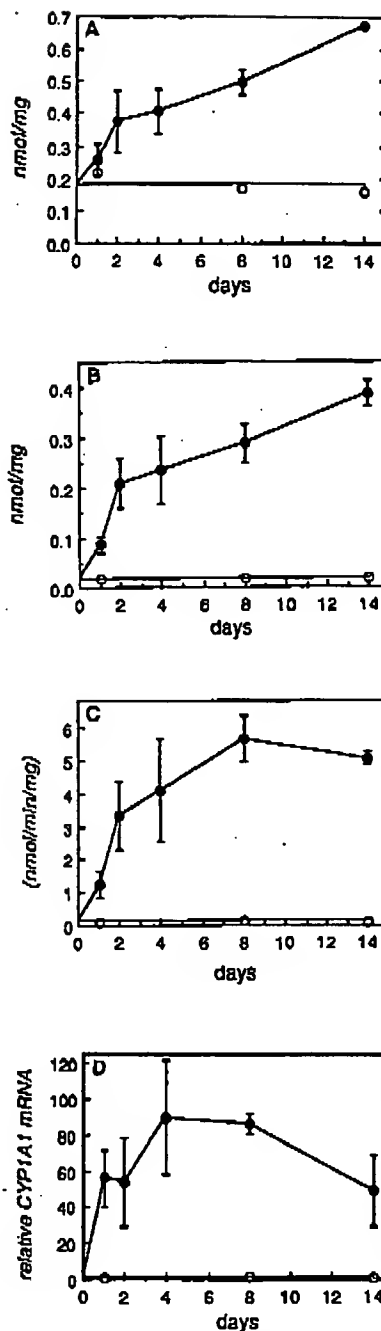 A
0.7
0.6
0.5
0.4
0.3
0.2
0.1
0.0
nmol/mg
0 2 4 6 8 10 12 14
days
B
0.4
0.3
0.2
0.1
0.0
nmol/mg
0 2 4 6 8 10 12 14
days
C
6
5
4
3
2
1
0
(nmol/min/mg)
0 2 4 6 8 10 12 14
days
D
120
100
80
60
40
20
0
relative CYP1A1 mRNA
0 2 4 6 8 10 12 14
days